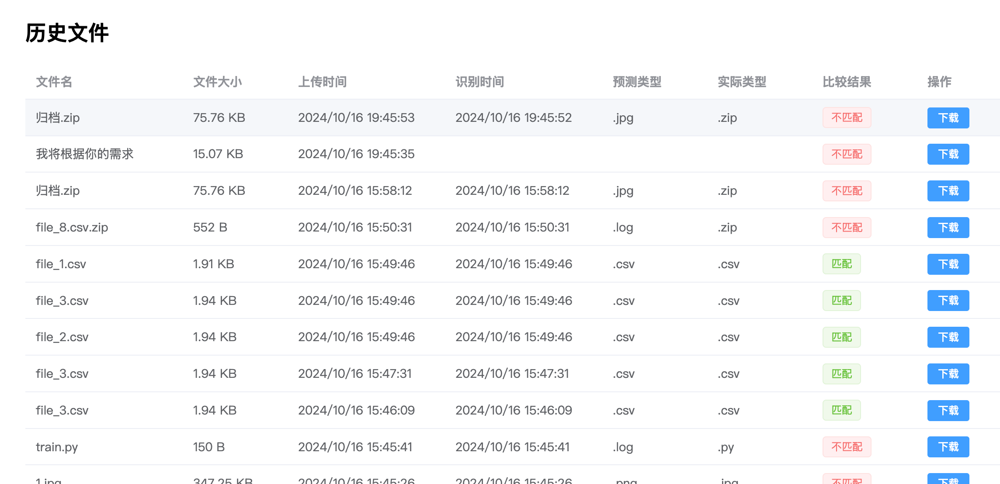 历史文件
文件名 文件大小 上传时间 识别时间 预测类型 实际类型 比较结果 操作
归档.zip 75.76 KB 2024/10/16 19:45:53 2024/10/16 19:45:52 .jpg .zip 不匹配 下载
我将根据你的需求 15.07 KB 2024/10/16 19:45:35 不匹配 下载
归档.zip 75.76 KB 2024/10/16 15:58:12 2024/10/16 15:58:12 .jpg .zip 不匹配 下载
file_8.csv.zip 552 B 2024/10/16 15:50:31 2024/10/16 15:50:31 .log .zip 不匹配 下载
file_1.csv 1.91 KB 2024/10/16 15:49:46 2024/10/16 15:49:46 .csv .csv 匹配 下载
file_3.csv 1.94 KB 2024/10/16 15:49:46 2024/10/16 15:49:46 .csv .csv 匹配 下载
file_2.csv 1.94 KB 2024/10/16 15:49:46 2024/10/16 15:49:46 .csv .csv 匹配 下载
file_3.csv 1.94 KB 2024/10/16 15:47:31 2024/10/16 15:47:31 .csv .csv 匹配 下载
file_3.csv 1.94 KB 2024/10/16 15:46:09 2024/10/16 15:46:09 .csv .csv 匹配 下载
train.py 150 B 2024/10/16 15:45:41 2024/10/16 15:45:41 .log .py 不匹配 下载
1.jpg 347.25 KB 2024/10/16 15:45:26 2024/10/16 15:45:26 .png .jpg 不匹配 下载